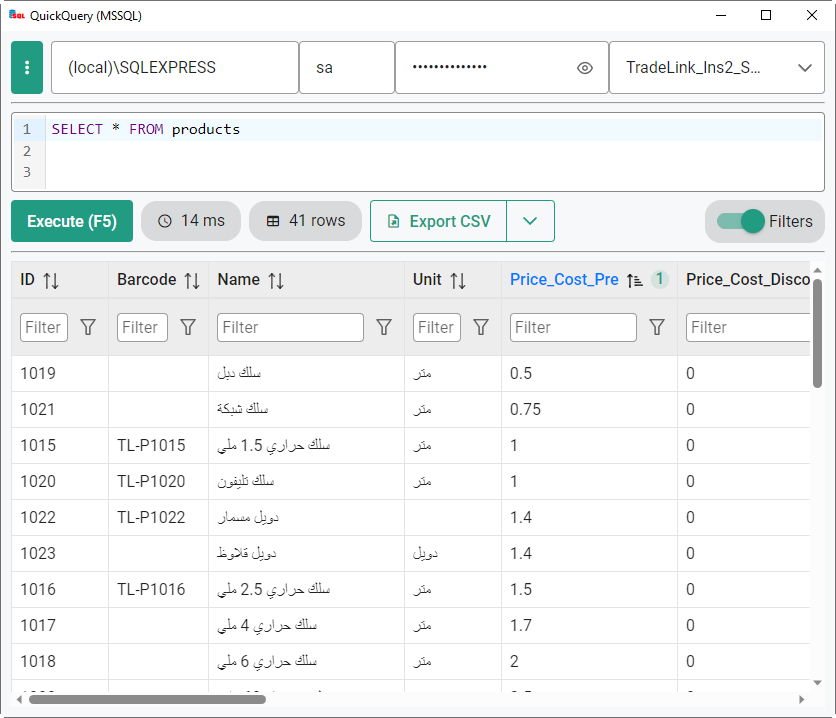 QuickQuery (MSSQL)
(local)\SQLEXPRESS sa •••••••••••••• TradeLink_Ins2_S...
1 SELECT * FROM products
2
3
Execute (F5) 14 ms 41 rows Export CSV Filters
ID Barcode Name Unit Price_Cost_Pre 1 Price_Cost_Disco
Filter Filter Filter Filter Filter Filter
1019 سلك دبل متر 0.5 0
1021 سلك شبكة متر 0.75 0
1015 TL-P1015 سلك حراري 1.5 ملي متر 1 0
1020 TL-P1020 سلك تليفون متر 1 0
1022 TL-P1022 دويل مسمار 1.4 0
1023 دويل قلاوظ دويل 1.4 0
1016 TL-P1016 سلك حراري 2.5 ملي متر 1.5 0
1017 سلك حراري 4 ملي متر 1.7 0
1018 سلك حراري 6 ملي متر 2 0